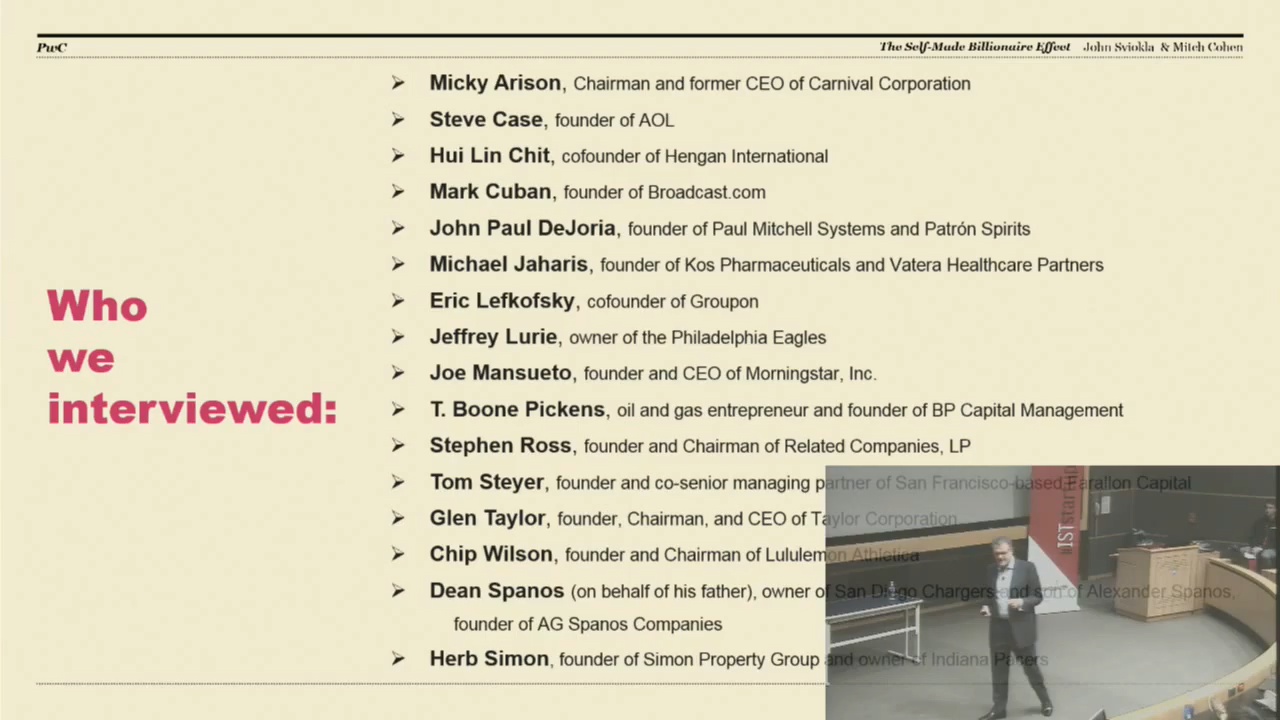 PwC
The Self-Made Billionaire Effect John Sviokla & Mitch Cohen
Who
we
interviewed:
➢ Micky Arison, Chairman and former CEO of Carnival Corporation
➢ Steve Case, founder of AOL
➢ Hui Lin Chit, cofounder of Hengan International
➢ Mark Cuban, founder of Broadcast.com
➢ John Paul DeJoria, founder of Paul Mitchell Systems and Patrón Spirits
➢ Michael Jaharis, founder of Kos Pharmaceuticals and Vatera Healthcare Partners
➢ Eric Lefkofsky, cofounder of Groupon
➢ Jeffrey Lurie, owner of the Philadelphia Eagles
➢ Joe Mansueto, founder and CEO of Morningstar, Inc.
➢ T. Boone Pickens, oil and gas entrepreneur and founder of BP Capital Management
➢ Stephen Ross, founder and Chairman of Related Companies, LP
➢ Tom Steyer, founder and co-senior managing partner of San Francisco-based Farallon Capital
➢ Glen Taylor, founder, Chairman, and CEO of Taylor Corporation
➢ Chip Wilson, founder and Chairman of Lululemon Athletica
➢ Dean Spanos (on behalf of his father), owner of San Diego Chargers and son of Alexander Spanos,
founder of AG Spanos Companies
➢ Herb Simon, founder of Simon Property Group and owner of Indiana Pacers